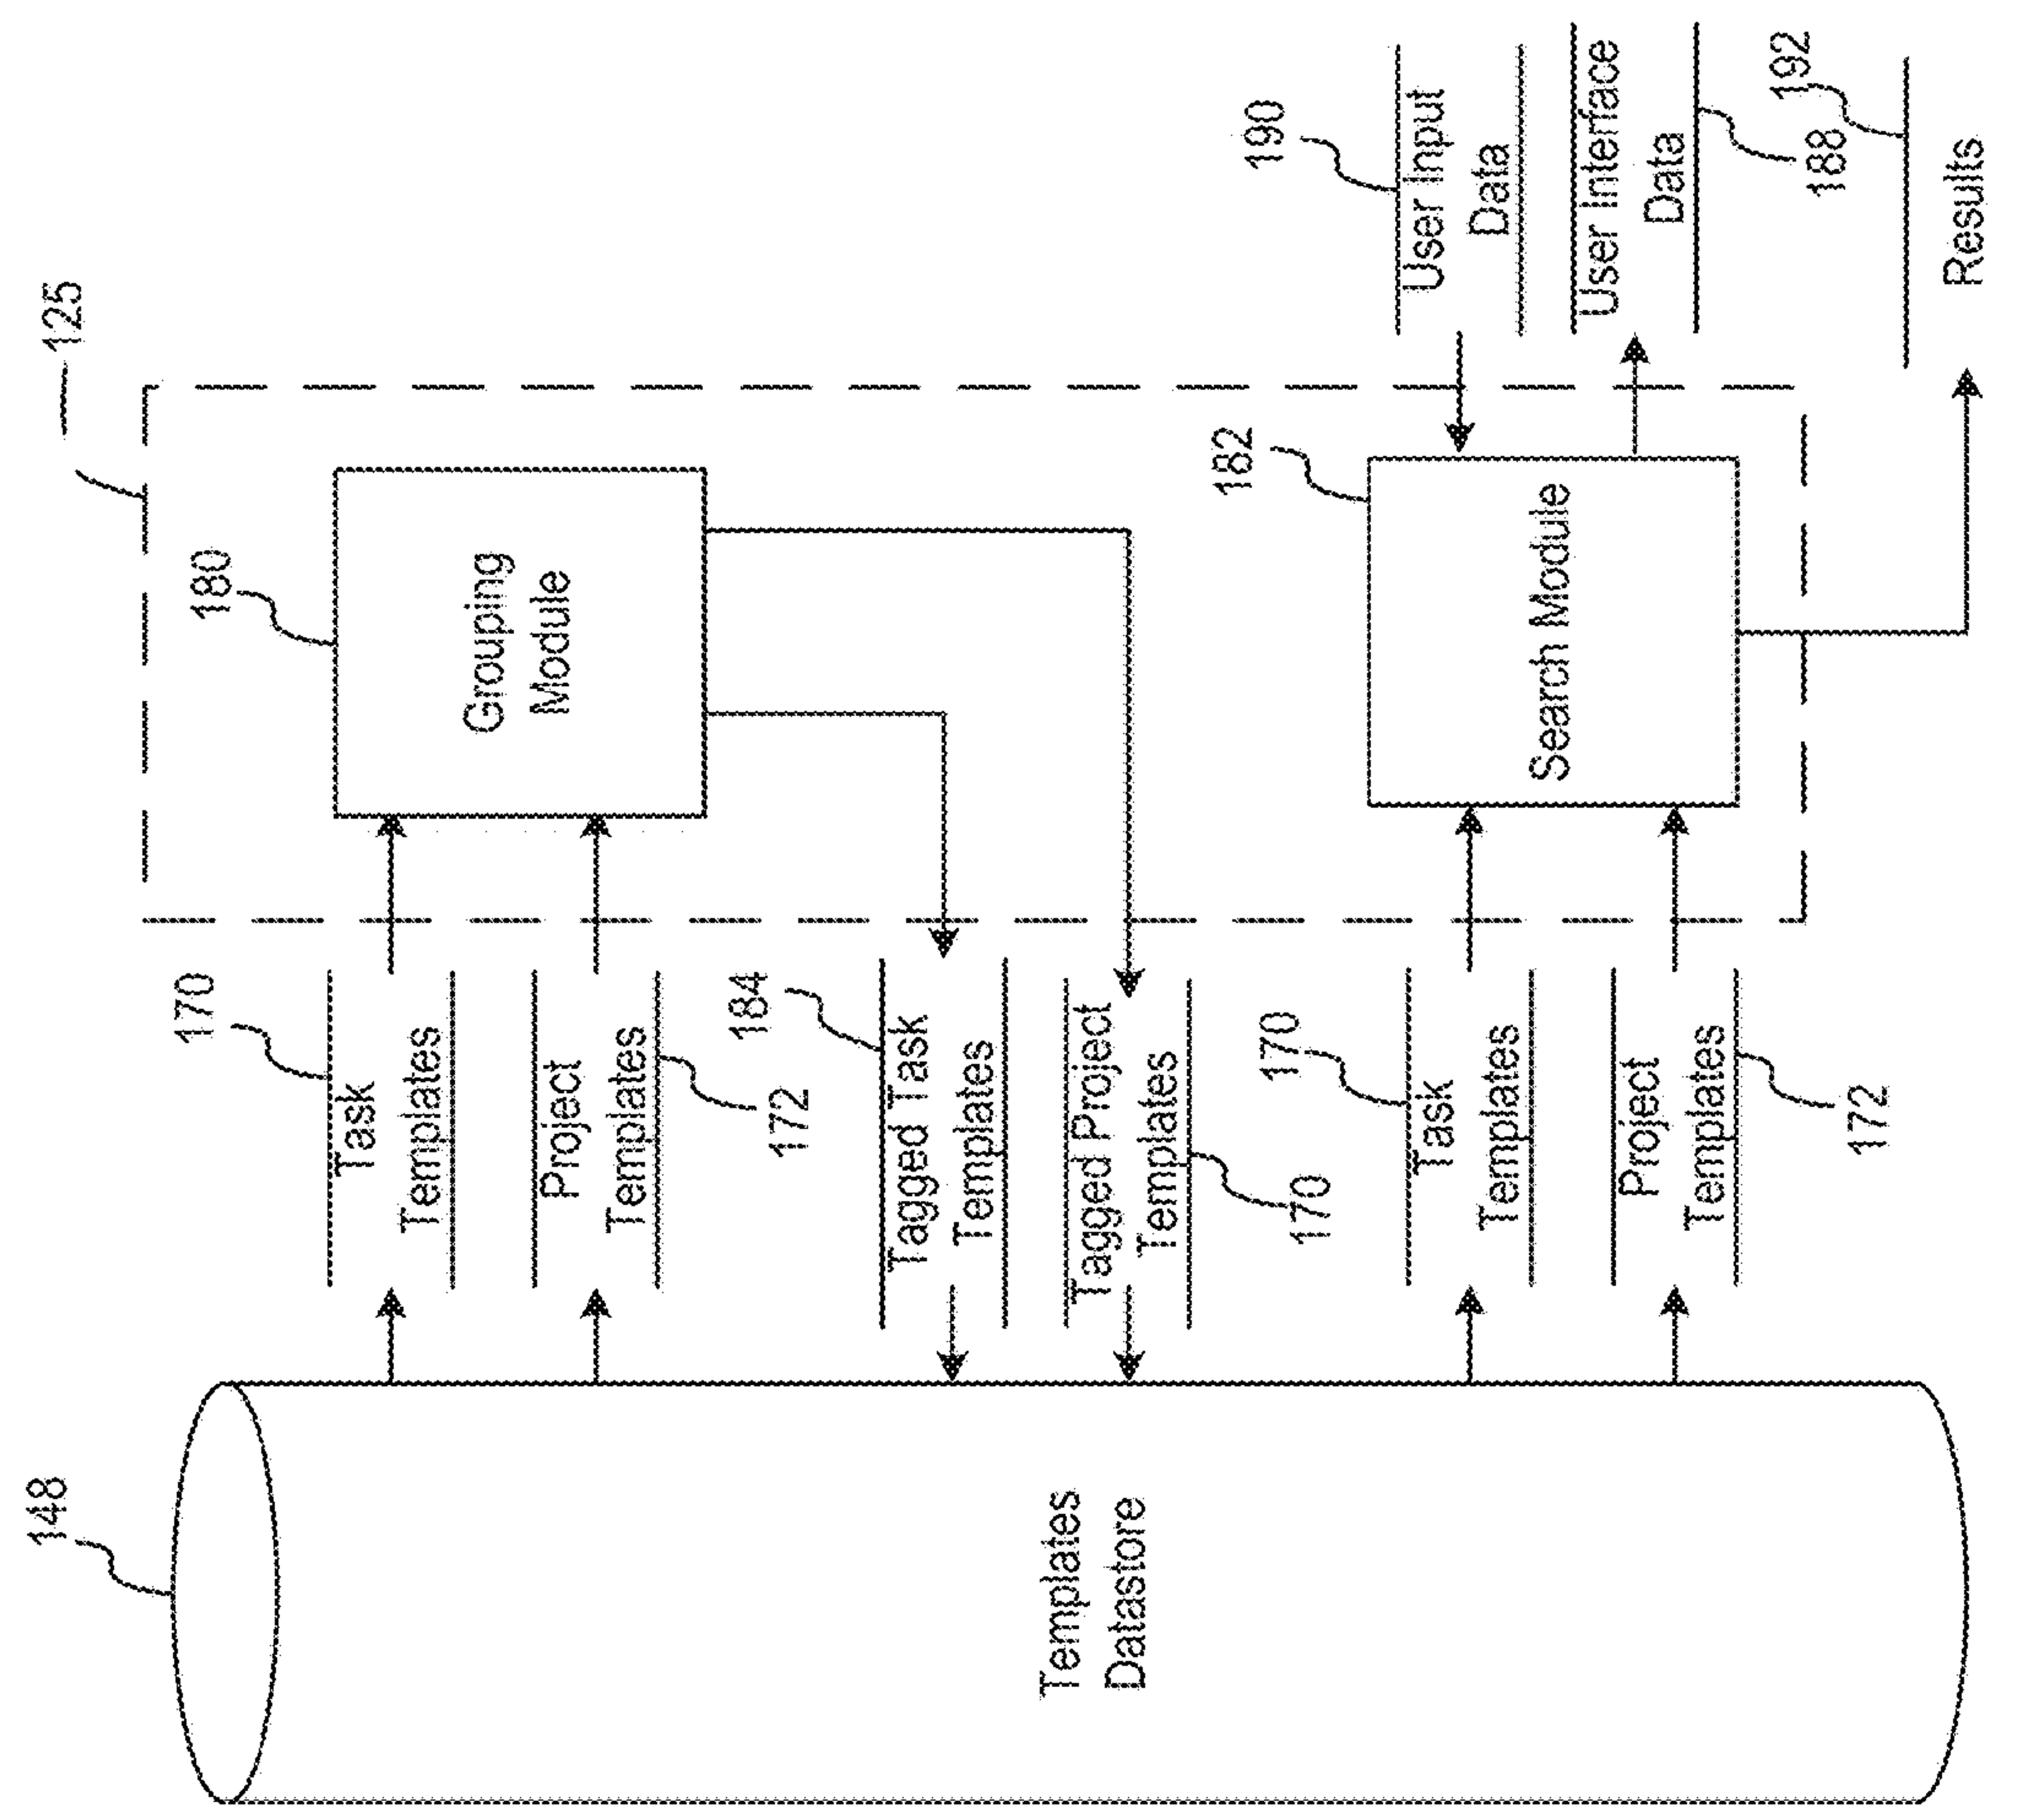 148
Templates
Datastore
170
Task
Templates
Project
Templates
172
184
Tagged Task
Templates
Tagged Project
Templates
170
170
Task
Templates
Project
Templates
172
125
180
Grouping
Module
182
Search Module
190
User Input
Data
User Interface
Data
188
192
Results